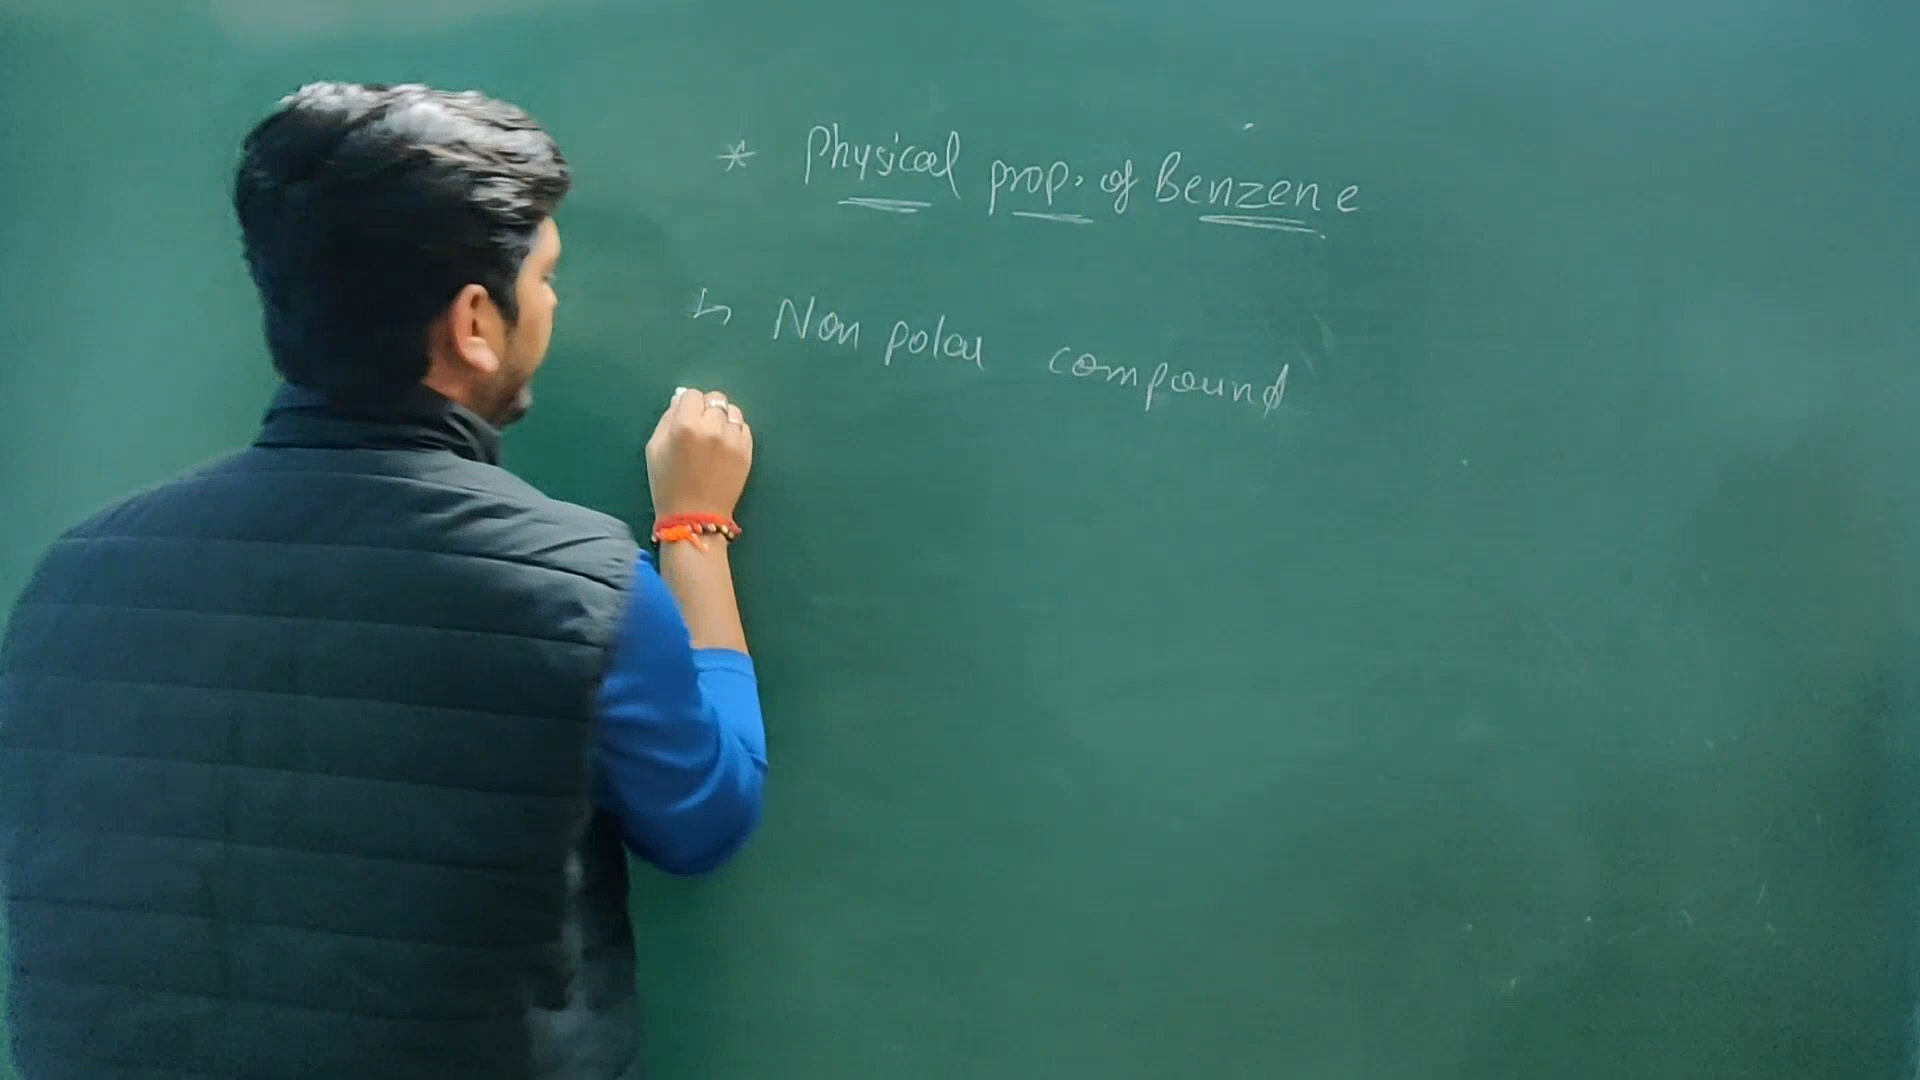 * Physical prop. of Benzene
↳ Non polar compound